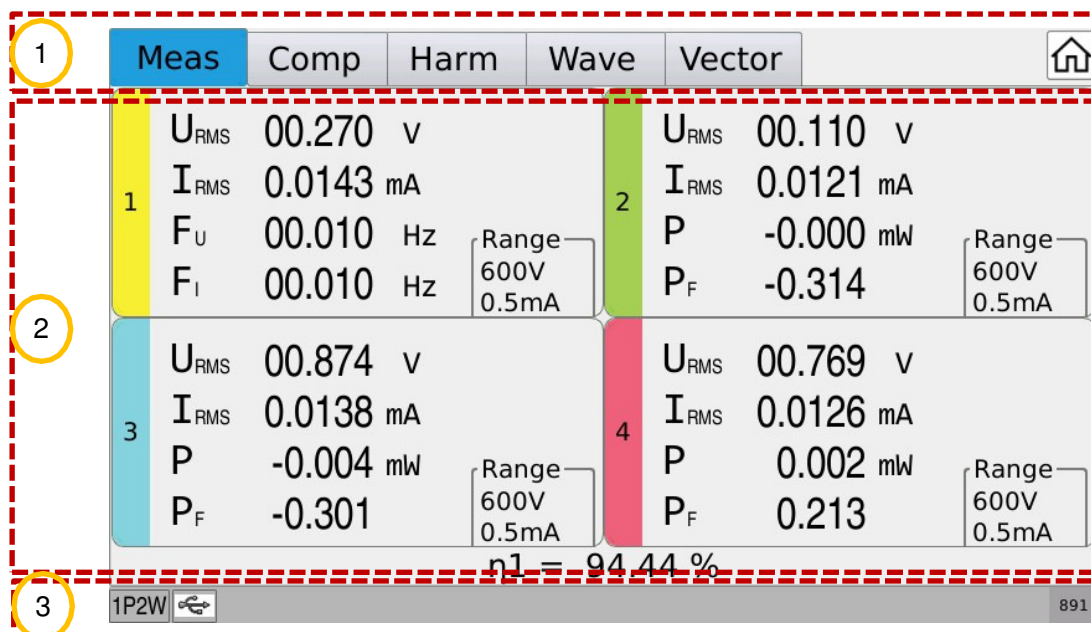 1 Meas Comp Harm Wave Vector
URMS 00.270 V
IRMS 0.0143 mA
1
FU 00.010 Hz
FI 00.010 Hz
Range
600V
0.5mA
URMS 00.110 V
IRMS 0.0121 mA
2
P -0.000 mW
PF -0.314
Range
600V
0.5mA
2
URMS 00.874 V
IRMS 0.0138 mA
3
P -0.004 mW
PF -0.301
Range
600V
0.5mA
URMS 00.769 V
IRMS 0.0126 mA
4
P 0.002 mW
PF 0.213
Range
600V
0.5mA
η1 = 94.44 %
3 1P2W 891